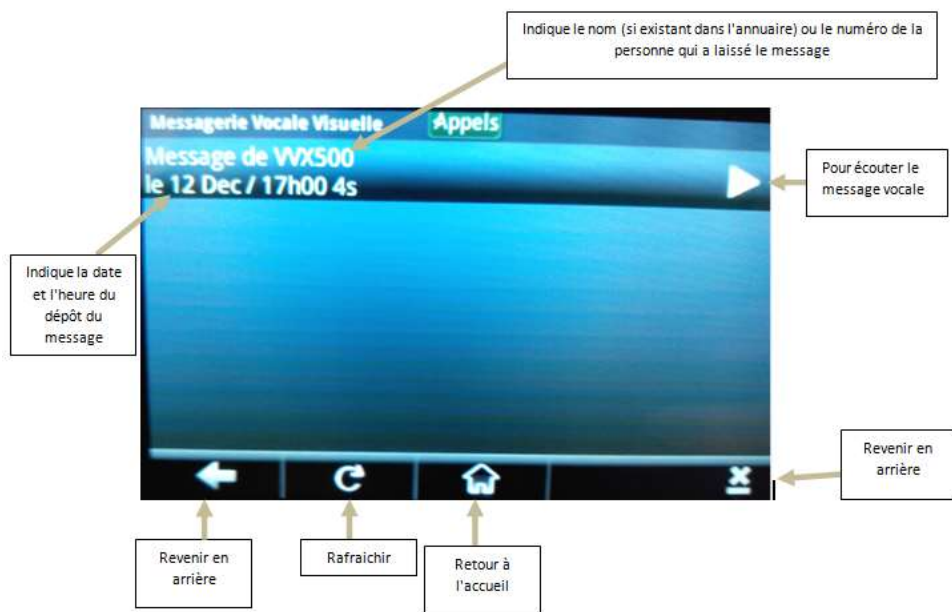 Indique le nom (si existant dans l'annuaire) ou le numéro de la
personne qui a laissé le message
Messagerie Vocale Visuelle
Appels
Message de VVX500
le 12 Dec / 17h00 4s
Pour écouter le
message vocale
Indique la date
et l'heure du
dépôt du
message
Revenir en
arrière
Revenir en
arrière
Rafraichir
Retour à
l'accueil